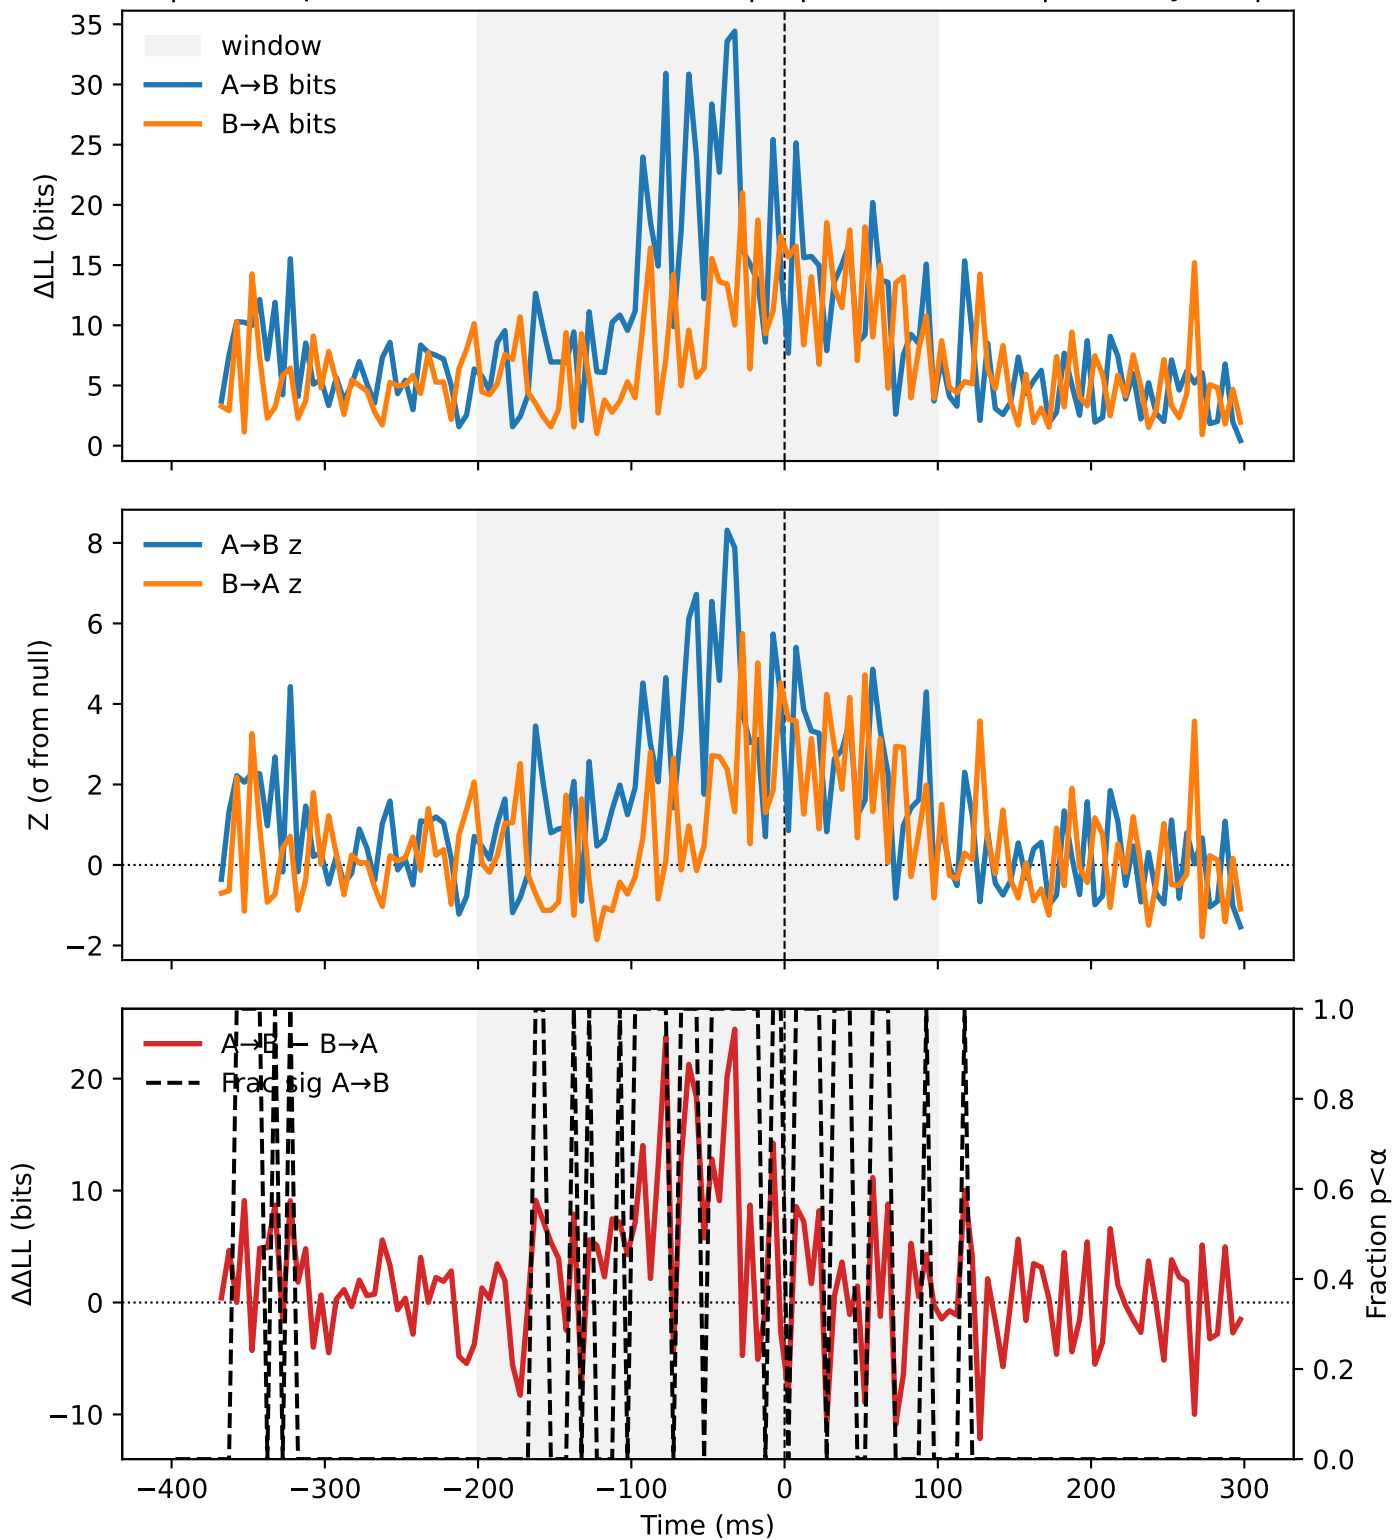 35
30
25
20
15
10
5
0
ΔLL (bits)
window
A→B bits
B→A bits
8
6
4
2
0
−2
Z (σ from null)
A→B z
B→A z
20
10
0
−10
ΔΔLL (bits)
A→B − B→A
Frac sig A→B
1.0
0.8
0.6
0.4
0.2
0.0
Fraction p<α
−400 −300 −200 −100 0 100 200 300
Time (ms)